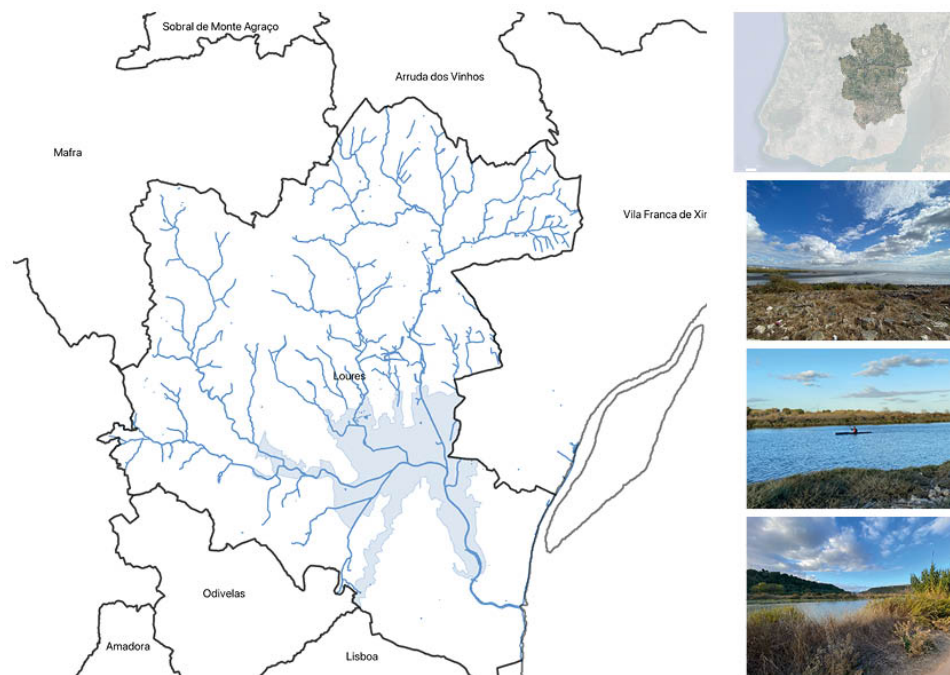 Sobral de Monte Agraço
Arruda dos Vinhos
Mafra
Vila Franca de Xir
Loures
Odivelas
Amadora
Lisboa